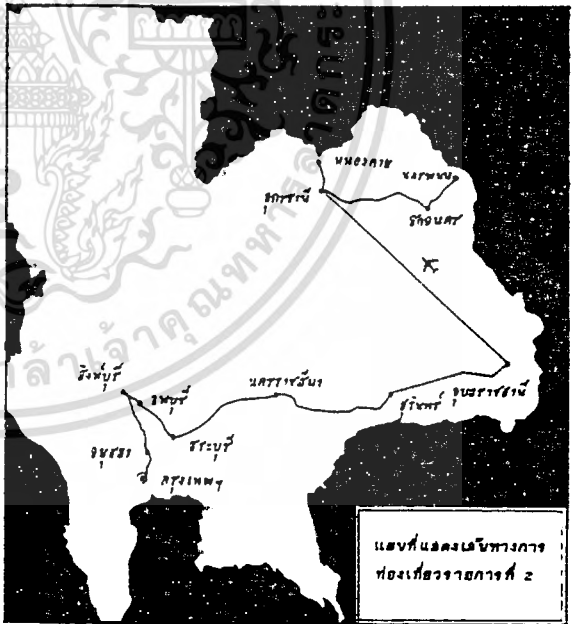 หนองคาย
นครพนม
อุดรธานี
สกลนคร
สิงห์บุรี
ลพบุรี
นครราชสีมา
อุบลราชธานี
สุรินทร์
สระบุรี
อยุธยา
กรุงเทพฯ
แผนที่แสดงเส้นทางการ
ท่องเที่ยวรายการที่ 2